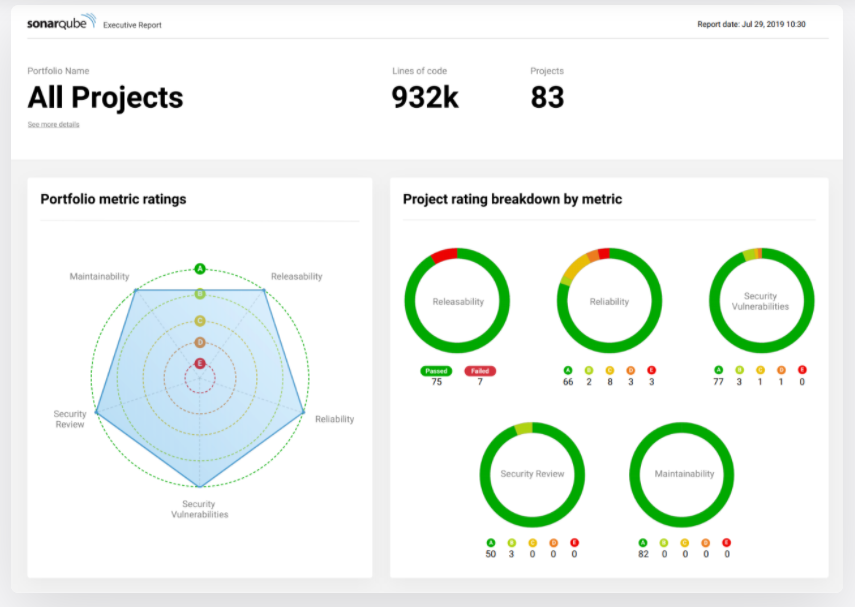 sonarqube Executive Report
Report date: Jul 29, 2019 10:30
Portfolio Name
All Projects
See more details
Lines of code
932k
Projects
83
Portfolio metric ratings
A
B
C
D
E
Maintainability
Releasability
Security
Review
Reliability
Security
Vulnerabilities
Project rating breakdown by metric
Releasability
Passed Failed
75 7
Reliability
A B C D E
66 2 8 3 3
Security
Vulnerabilities
A B C D E
77 3 1 1 0
Security Review
A B C D E
50 3 0 0 0
Maintainability
A B C D E
82 0 0 0 0